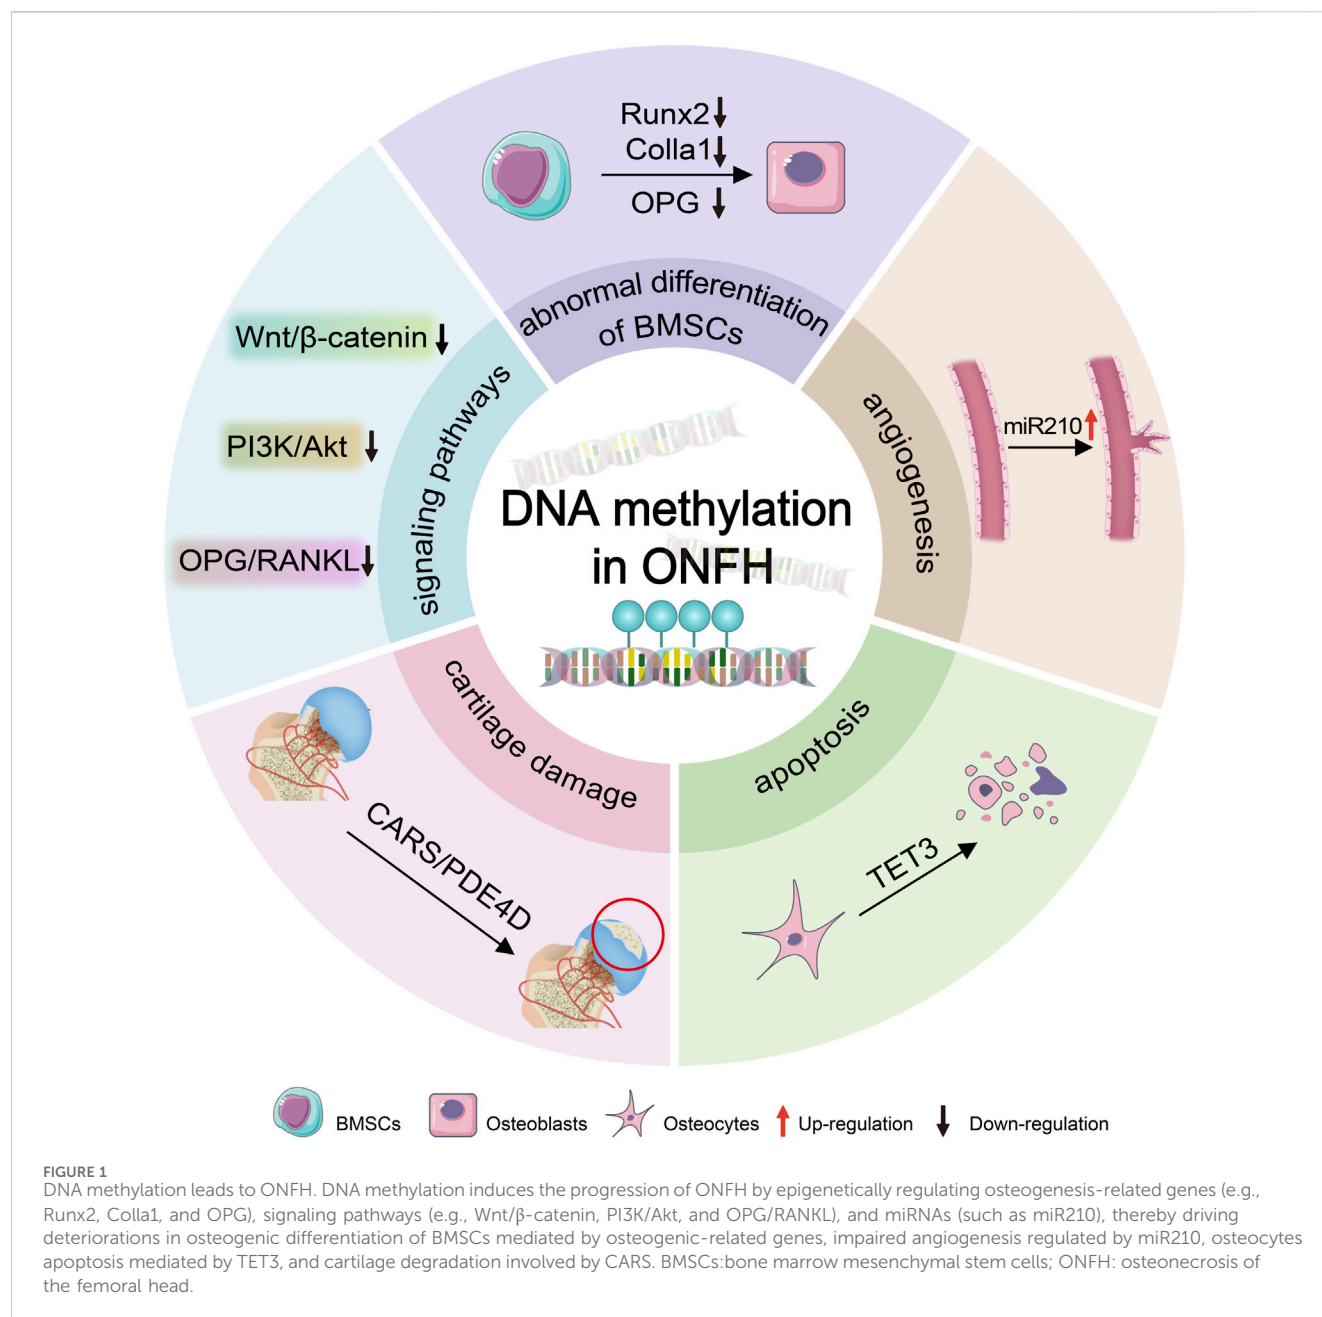 Runx2
Colla1
OPG
abnormal differentiation
of BMSCs
Wnt/β-catenin
PI3K/Akt
OPG/RANKL
signaling pathways
angiogenesis
miR210
DNA methylation
in ONFH
cartilage damage
CARS/PDE4D
apoptosis
TET3
BMSCs
Osteoblasts
Osteocytes
Up-regulation
Down-regulation
FIGURE 1
DNA methylation leads to ONFH. DNA methylation induces the progression of ONFH by epigenetically regulating osteogenesis-related genes (e.g.,
Runx2, Colla1, and OPG), signaling pathways (e.g., Wnt/β-catenin, PI3K/Akt, and OPG/RANKL), and miRNAs (such as miR210), thereby driving
deteriorations in osteogenic differentiation of BMSCs mediated by osteogenic-related genes, impaired angiogenesis regulated by miR210, osteocytes
apoptosis mediated by TET3, and cartilage degradation involved by CARS. BMSCs:bone marrow mesenchymal stem cells; ONFH: osteonecrosis of
the femoral head.